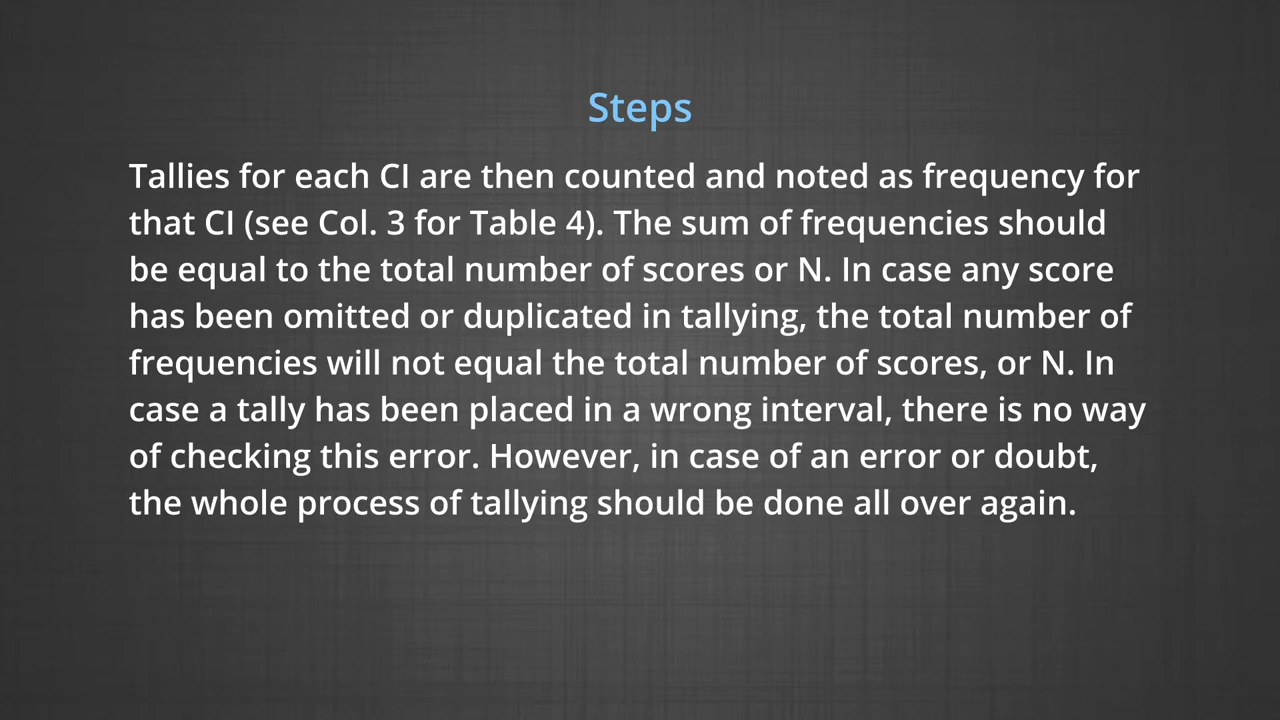 Steps
Tallies for each CI are then counted and noted as frequency for
that CI (see Col. 3 for Table 4). The sum of frequencies should
be equal to the total number of scores or N. In case any score
has been omitted or duplicated in tallying, the total number of
frequencies will not equal the total number of scores, or N. In
case a tally has been placed in a wrong interval, there is no way
of checking this error. However, in case of an error or doubt,
the whole process of tallying should be done all over again.